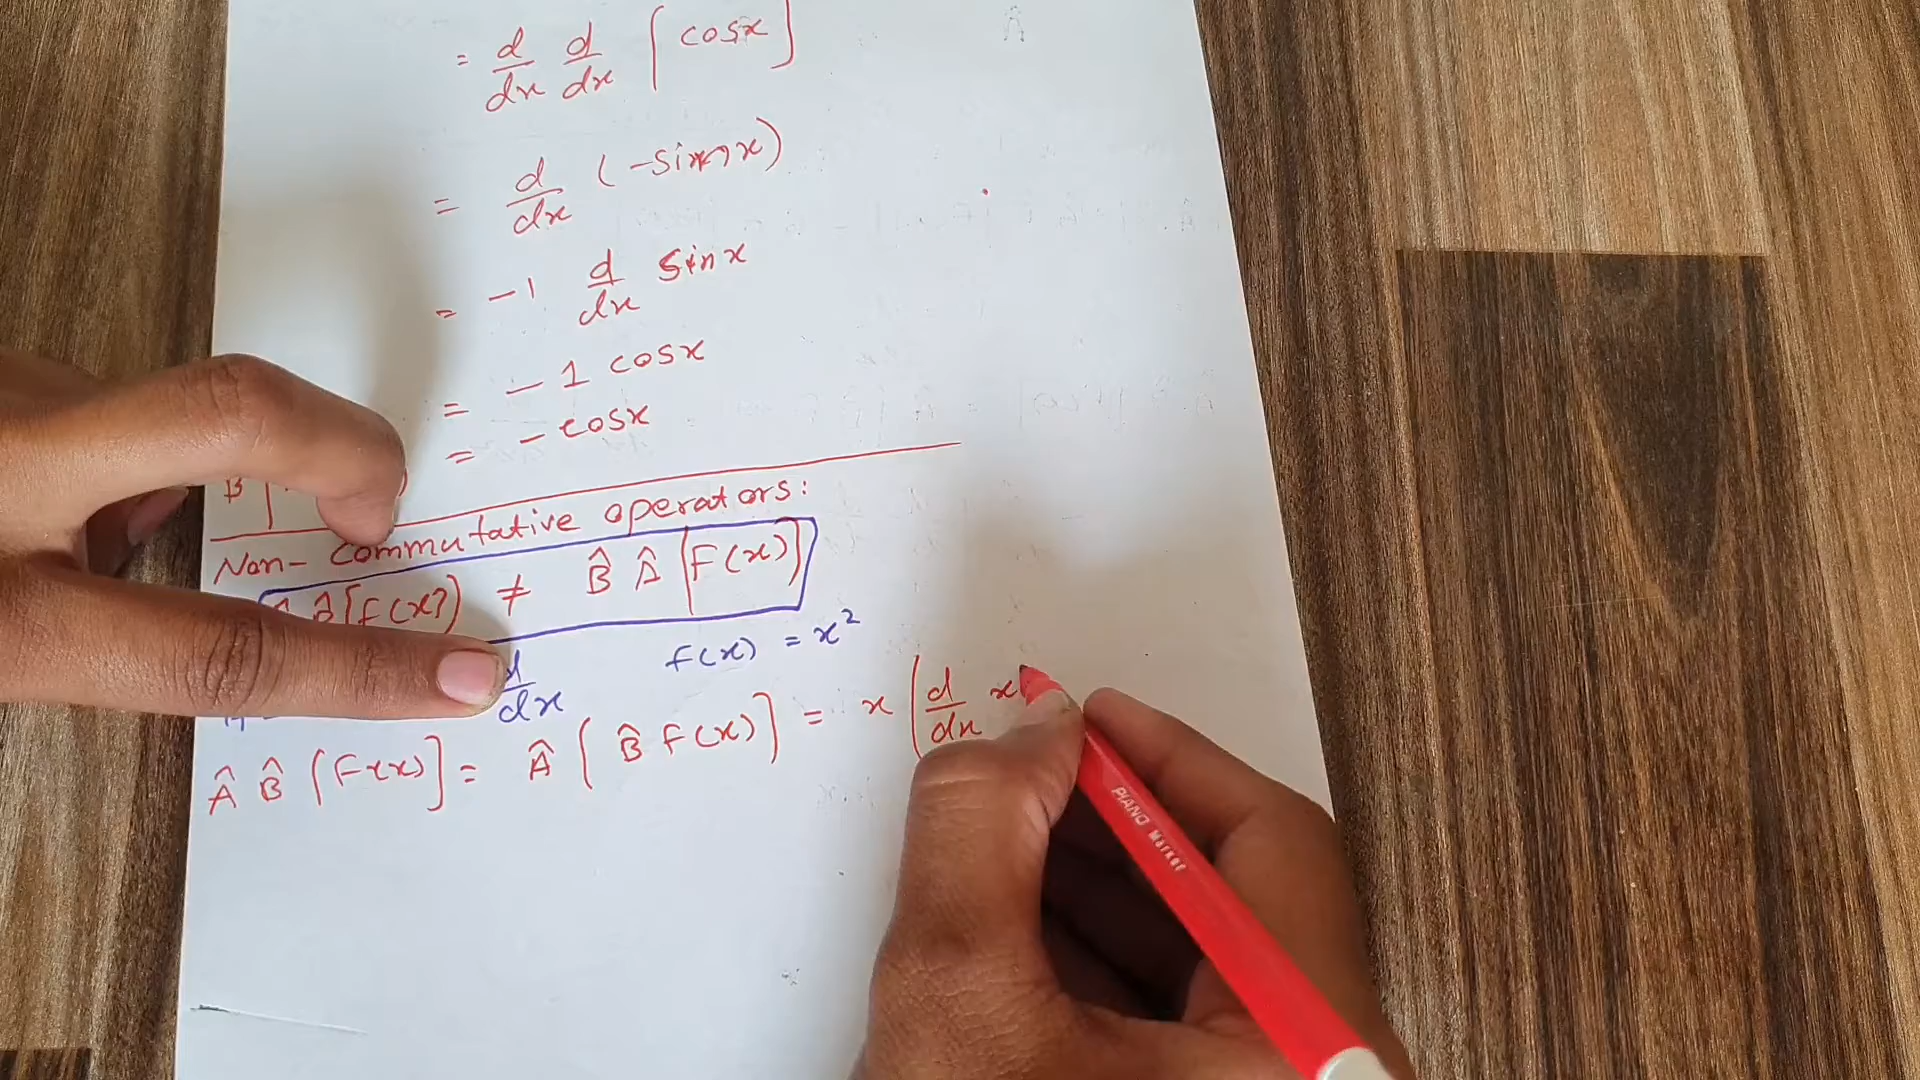 = d/dx d/dx [cosx]
= d/dx (-sinx)
= -1 d/dx sinx
= -1 cosx
= -cosx
B
Non-commutative operators:
B̂[f(x)] ≠ B̂ Â [F(x)]
d/dx f(x) = x²
Â B̂ [F(x)] = Â [B̂ F(x)] = x [d/dx x
PIANO Marker